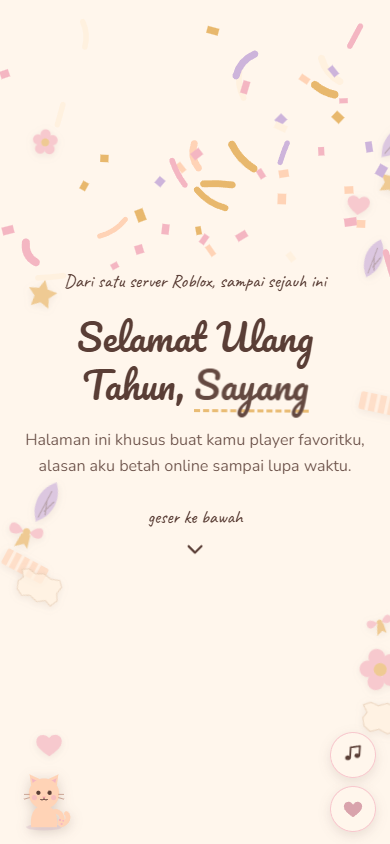 Dari satu server Roblox, sampai sejauh ini
Selamat Ulang
Tahun, Sayang
Halaman ini khusus buat kamu player favoritku,
alasan aku betah online sampai lupa waktu.
geser ke bawah